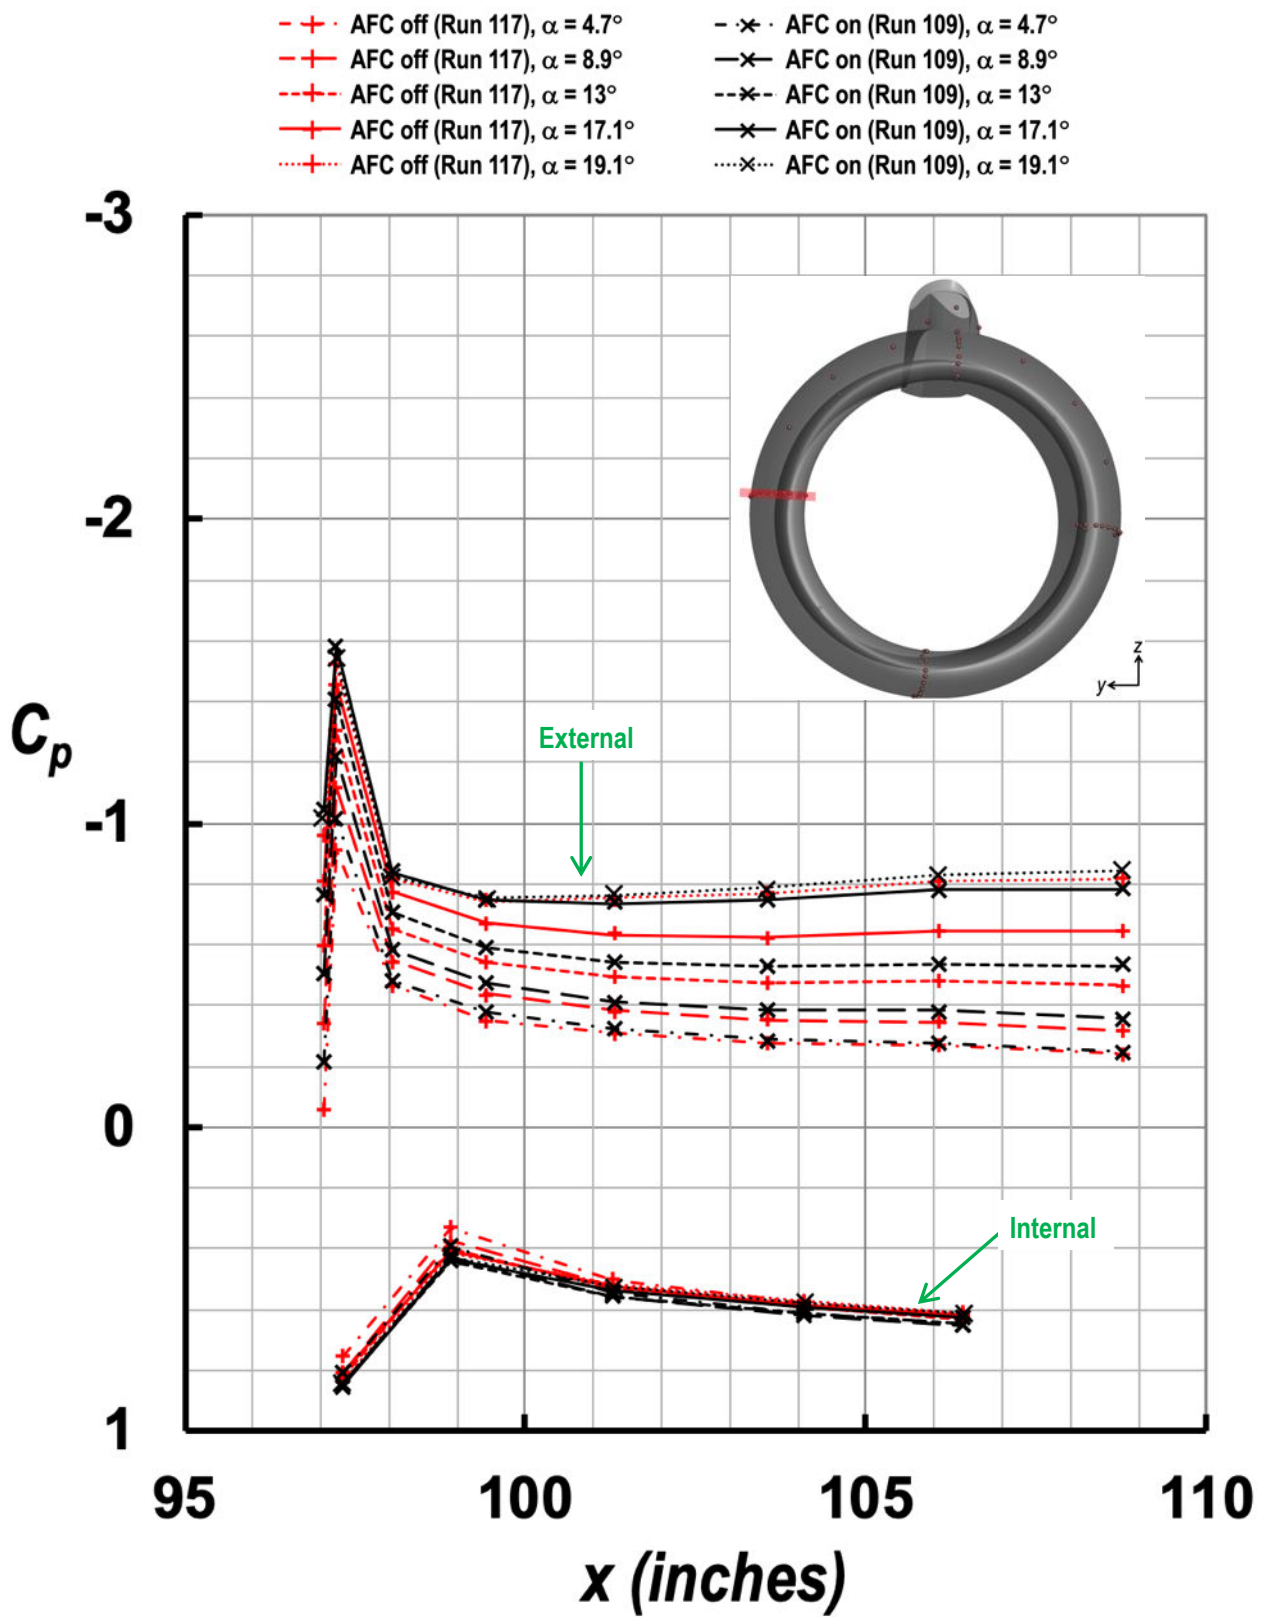 AFC off (Run 117), α = 4.7° AFC on (Run 109), α = 4.7°
AFC off (Run 117), α = 8.9° AFC on (Run 109), α = 8.9°
AFC off (Run 117), α = 13° AFC on (Run 109), α = 13°
AFC off (Run 117), α = 17.1° AFC on (Run 109), α = 17.1°
AFC off (Run 117), α = 19.1° AFC on (Run 109), α = 19.1°
-3
-2
z
y
Cp
External
-1
0
Internal
1
95 100 105 110
x (inches)